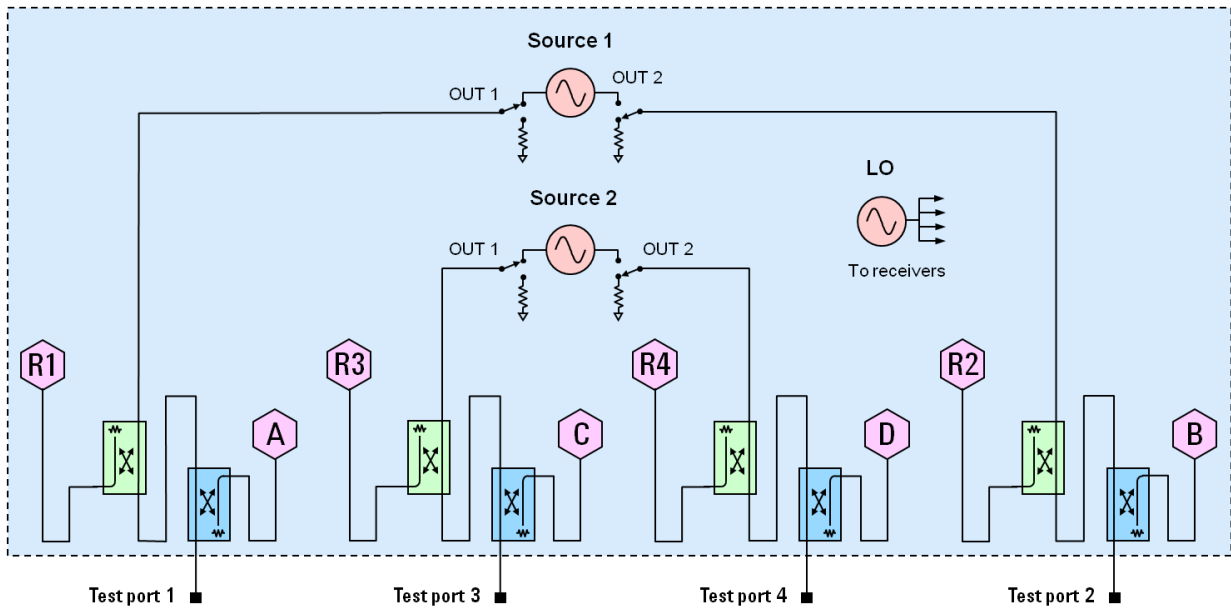 Source 1
OUT 1
OUT 2
LO
To receivers
Source 2
OUT 1
OUT 2
R1
R3
R4
R2
A
C
D
B
Test port 1
Test port 3
Test port 4
Test port 2